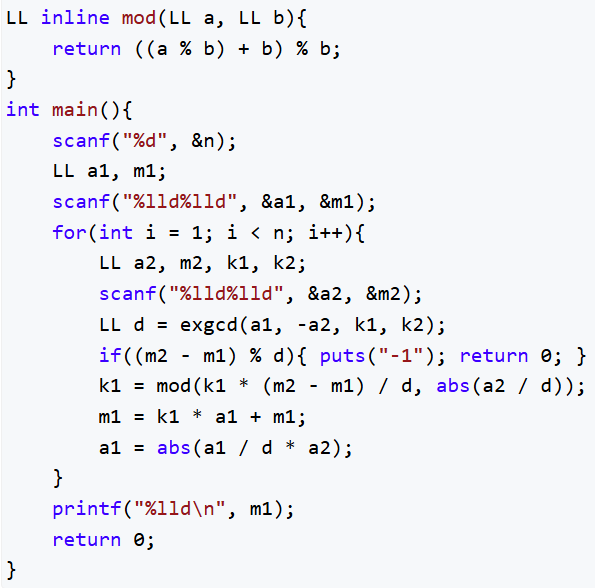 LL inline mod(LL a, LL b){
    return ((a % b) + b) % b;
}
int main(){
    scanf("%d", &n);
    LL a1, m1;
    scanf("%lld%lld", &a1, &m1);
    for(int i = 1; i < n; i++){
        LL a2, m2, k1, k2;
        scanf("%lld%lld", &a2, &m2);
        LL d = exgcd(a1, -a2, k1, k2);
        if((m2 - m1) % d){ puts("-1"); return 0; }
        k1 = mod(k1 * (m2 - m1) / d, abs(a2 / d));
        m1 = k1 * a1 + m1;
        a1 = abs(a1 / d * a2);
    }
    printf("%lld\n", m1);
    return 0;
}